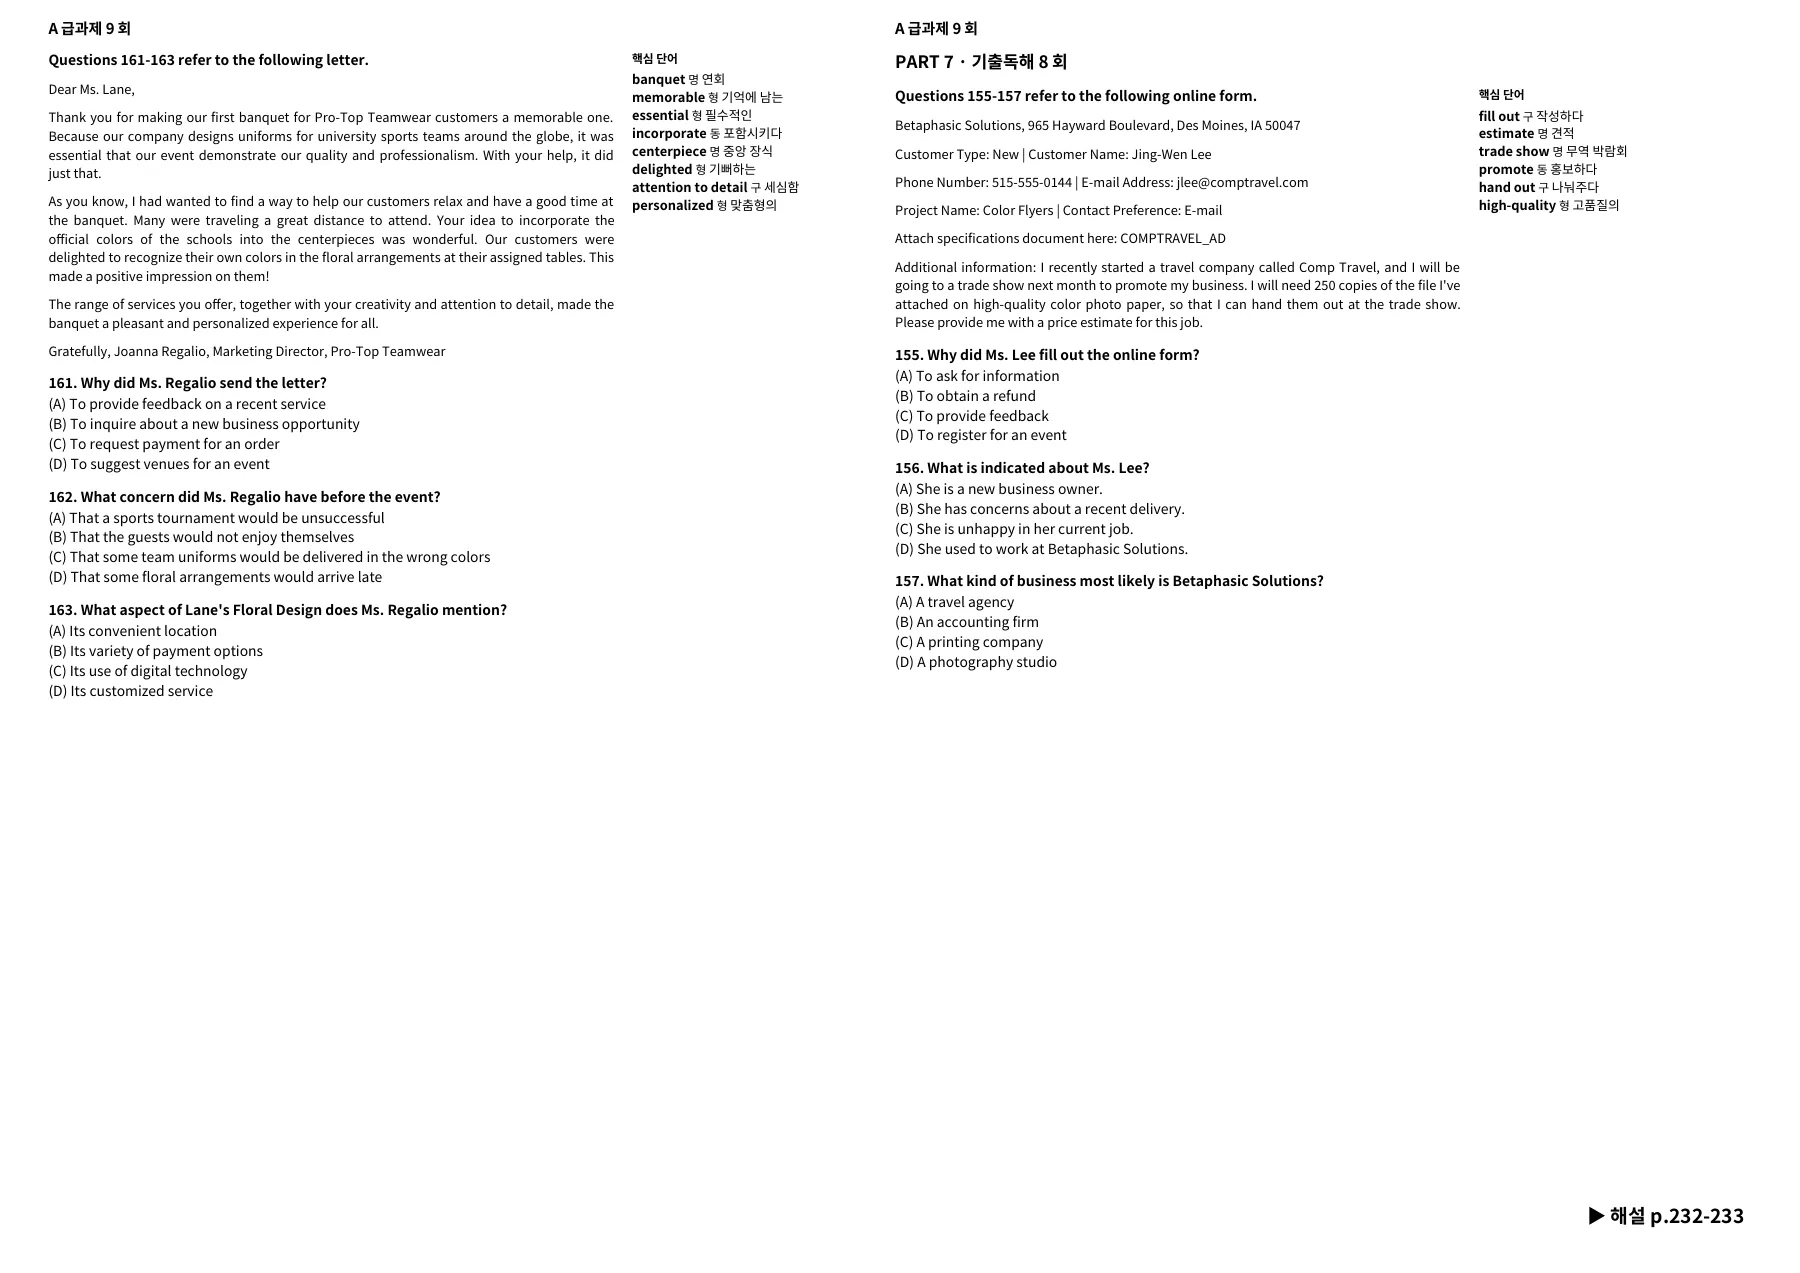 A 급과제 9 회
Questions 161-163 refer to the following letter.
Dear Ms. Lane,
Thank you for making our first banquet for Pro-Top Teamwear customers a memorable one.
Because our company designs uniforms for university sports teams around the globe, it was
essential that our event demonstrate our quality and professionalism. With your help, it did
just that.
As you know, I had wanted to find a way to help our customers relax and have a good time at
the banquet. Many were traveling a great distance to attend. Your idea to incorporate the
official colors of the schools into the centerpieces was wonderful. Our customers were
delighted to recognize their own colors in the floral arrangements at their assigned tables. This
made a positive impression on them!
The range of services you offer, together with your creativity and attention to detail, made the
banquet a pleasant and personalized experience for all.
Gratefully, Joanna Regalio, Marketing Director, Pro-Top Teamwear
핵심 단어
banquet 명 연회
memorable 형 기억에 남는
essential 형 필수적인
incorporate 동 포함시키다
centerpiece 명 중앙 장식
delighted 형 기뻐하는
attention to detail 구 세심함
personalized 형 맞춤형의
161. Why did Ms. Regalio send the letter?
(A) To provide feedback on a recent service
(B) To inquire about a new business opportunity
(C) To request payment for an order
(D) To suggest venues for an event
162. What concern did Ms. Regalio have before the event?
(A) That a sports tournament would be unsuccessful
(B) That the guests would not enjoy themselves
(C) That some team uniforms would be delivered in the wrong colors
(D) That some floral arrangements would arrive late
163. What aspect of Lane's Floral Design does Ms. Regalio mention?
(A) Its convenient location
(B) Its variety of payment options
(C) Its use of digital technology
(D) Its customized service
A 급과제 9 회
PART 7 · 기출독해 8 회
Questions 155-157 refer to the following online form.
Betaphasic Solutions, 965 Hayward Boulevard, Des Moines, IA 50047
Customer Type: New | Customer Name: Jing-Wen Lee
Phone Number: 515-555-0144 | E-mail Address: jlee@comptravel.com
Project Name: Color Flyers | Contact Preference: E-mail
Attach specifications document here: COMPTRAVEL_AD
Additional information: I recently started a travel company called Comp Travel, and I will be
going to a trade show next month to promote my business. I will need 250 copies of the file I've
attached on high-quality color photo paper, so that I can hand them out at the trade show.
Please provide me with a price estimate for this job.
핵심 단어
fill out 구 작성하다
estimate 명 견적
trade show 명 무역 박람회
promote 동 홍보하다
hand out 구 나눠주다
high-quality 형 고품질의
155. Why did Ms. Lee fill out the online form?
(A) To ask for information
(B) To obtain a refund
(C) To provide feedback
(D) To register for an event
156. What is indicated about Ms. Lee?
(A) She is a new business owner.
(B) She has concerns about a recent delivery.
(C) She is unhappy in her current job.
(D) She used to work at Betaphasic Solutions.
157. What kind of business most likely is Betaphasic Solutions?
(A) A travel agency
(B) An accounting firm
(C) A printing company
(D) A photography studio
▶ 해설 p.232-233